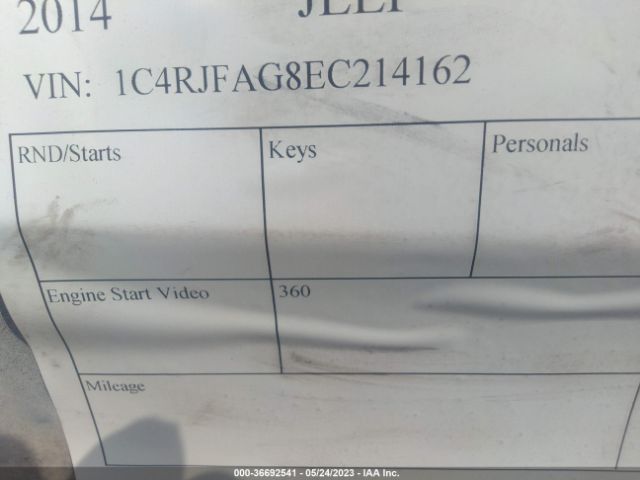 2014 JEEP
VIN: 1C4RJFAG8EC214162
RND/Starts Keys Personals
Engine Start Video 360
Mileage
000-36692541 - 05/24/2023 - IAA Inc.